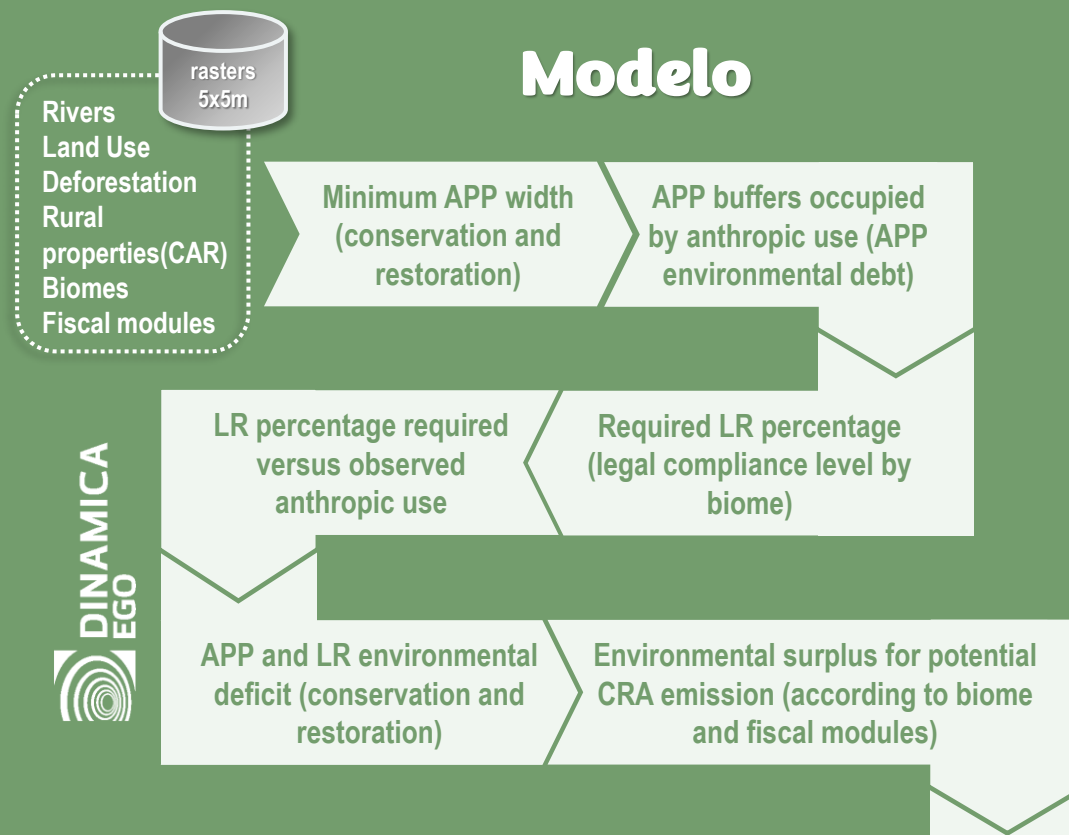 Modelo
rasters
5x5m
Rivers
Land Use
Deforestation
Rural
properties(CAR)
Biomes
Fiscal modules
Minimum APP width
(conservation and
restoration)
APP buffers occupied
by anthropic use (APP
environmental debt)
Required LR percentage
(legal compliance level by
biome)
LR percentage required
versus observed
anthropic use
APP and LR environmental
deficit (conservation and
restoration)
Environmental surplus for potential
CRA emission (according to biome
and fiscal modules)
DINAMICA
EGO